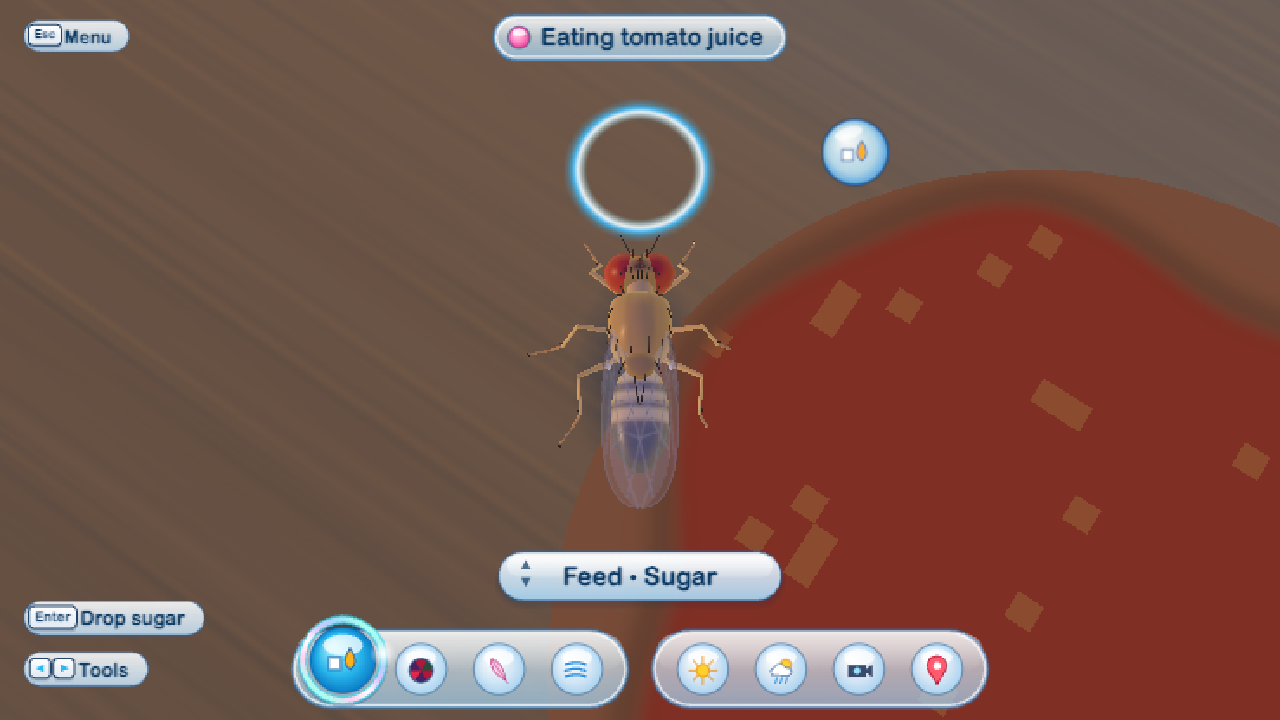 Esc Menu
Eating tomato juice
Feed • Sugar
Enter Drop sugar
Tools